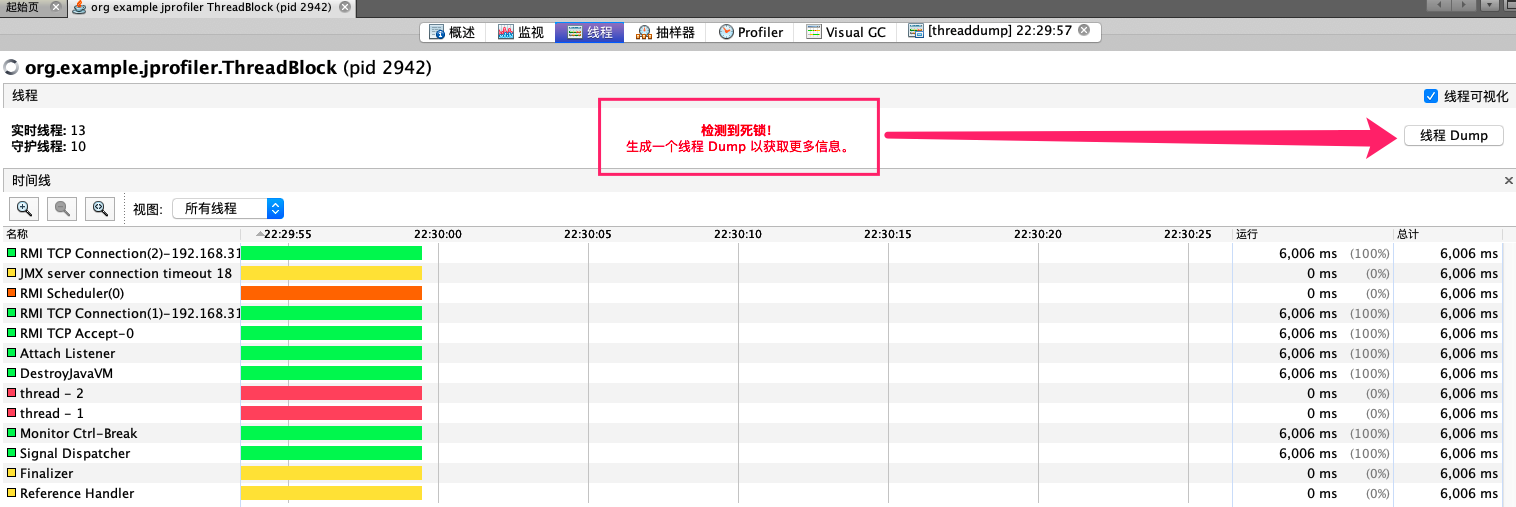 起始页
org example jprofiler ThreadBlock (pid 2942)
概述 监视 线程 抽样器 Profiler Visual GC [threaddump] 22:29:57
org.example.jprofiler.ThreadBlock (pid 2942)
线程
线程可视化
实时线程: 13
守护线程: 10
检测到死锁!
生成一个线程 Dump 以获取更多信息。
线程 Dump
时间线
视图: 所有线程
名称 22:29:55 22:30:00 22:30:05 22:30:10 22:30:15 22:30:20 22:30:25 运行 总计
RMI TCP Connection(2)-192.168.31 6,006 ms (100%) 6,006 ms
JMX server connection timeout 18 0 ms (0%) 6,006 ms
RMI Scheduler(0) 0 ms (0%) 6,006 ms
RMI TCP Connection(1)-192.168.31 6,006 ms (100%) 6,006 ms
RMI TCP Accept-0 6,006 ms (100%) 6,006 ms
Attach Listener 6,006 ms (100%) 6,006 ms
DestroyJavaVM 6,006 ms (100%) 6,006 ms
thread - 2 0 ms (0%) 6,006 ms
thread - 1 0 ms (0%) 6,006 ms
Monitor Ctrl-Break 6,006 ms (100%) 6,006 ms
Signal Dispatcher 6,006 ms (100%) 6,006 ms
Finalizer 0 ms (0%) 6,006 ms
Reference Handler 0 ms (0%) 6,006 ms